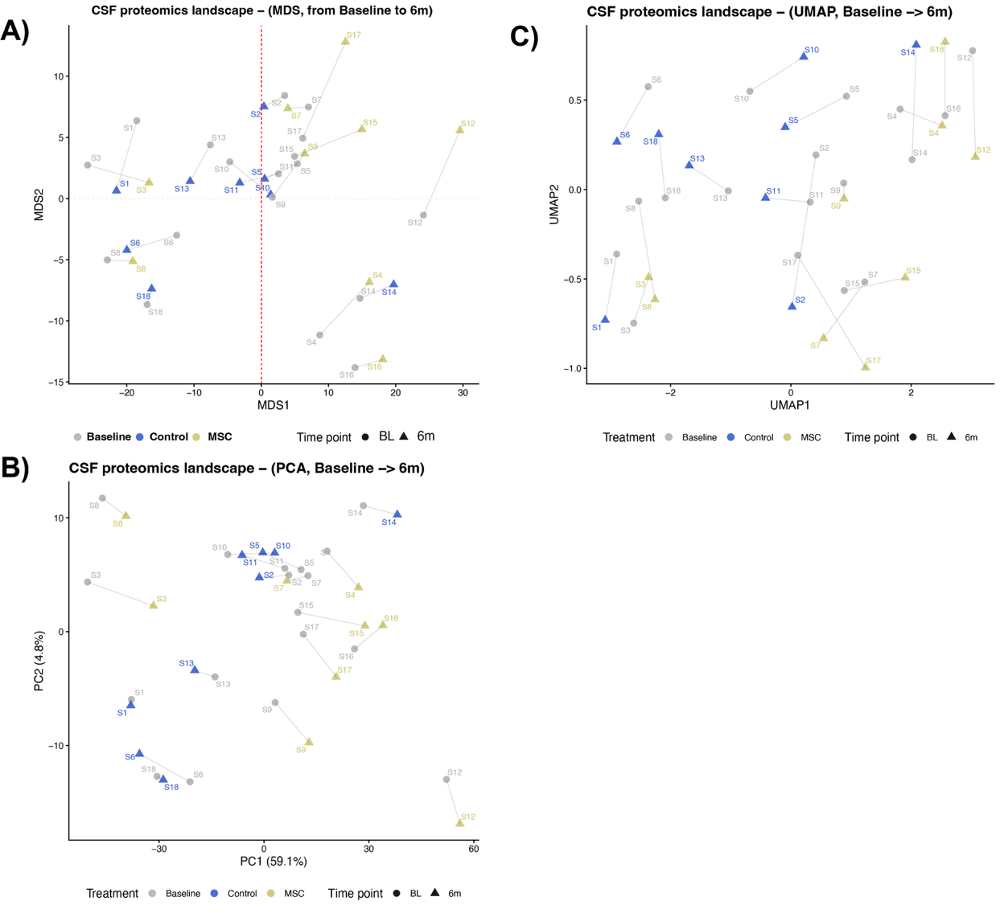 A)
CSF proteomics landscape – (MDS, from Baseline to 6m)
MDS2
10
5
0
−5
−10
−15
S17
S2
S2
S7
S7
S1
S17
S15
S12
S3
S13
S15
S9
S10
S11
S5
S5
S1
S3
S13
S11
S10
S9
S12
S6
S6
S8
S8
S4
S14
S14
S18
S18
S4
S16
S16
−20
−10
0
10
20
30
MDS1
Baseline Control MSC Time point BL 6m
C)
CSF proteomics landscape – (UMAP, Baseline −> 6m)
UMAP2
0.5
0.0
−0.5
−1.0
S10
S14
S16
S12
S6
S10
S5
S4
S16
S5
S4
S6
S18
S2
S14
S12
S13
S18
S13
S11
S11
S9
S9
S8
S1
S17
S3
S8
S15
S7
S15
S2
S1
S3
S7
S17
−2
0
2
UMAP1
Treatment Baseline Control MSC Time point BL 6m
B)
CSF proteomics landscape – (PCA, Baseline −> 6m)
PC2 (4.8%)
10
0
−10
S8
S8
S14
S14
S10
S5
S10
S11
S11
S5
S2
S2
S7
S7
S4
S3
S3
S15
S15
S16
S17
S16
S17
S13
S13
S1
S1
S9
S9
S6
S18
S18
S6
S12
S12
−30
0
30
60
PC1 (59.1%)
Treatment Baseline Control MSC Time point BL 6m